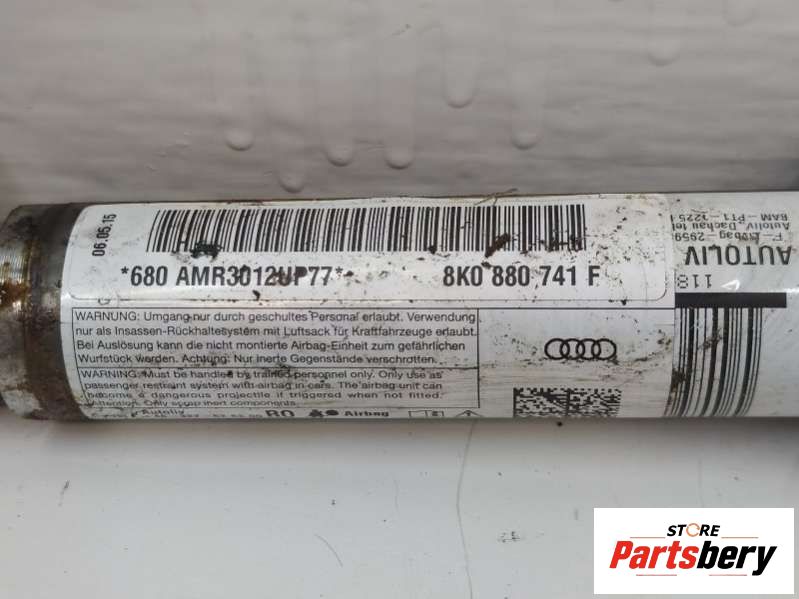 06.05.15
*680 AMR3012UP77*
8K0 880 741 F
WARNUNG: Umgang nur durch geschultes Personal erlaubt. Verwendung
nur als Insassen-Rückhaltesystem mit Luftsack für Kraftfahrzeuge erlaubt.
Bei Auslösung kann die nicht montierte Airbag-Einheit zum gefährlichen
Wurfstück werden. Achtung: Nur inerte Gegenstände verschrotten.
WARNING: Must be handled by trained personnel only. Only use as
passenger restraint system with airbag in cars. The airbag unit can
become a dangerous projectile if triggered when not fitted.
Attention: Only scrap inert components.
Autoliv
RO
Airbag
Autoliv, Dachau
AUTOLIV
118
STORE
Partsbery